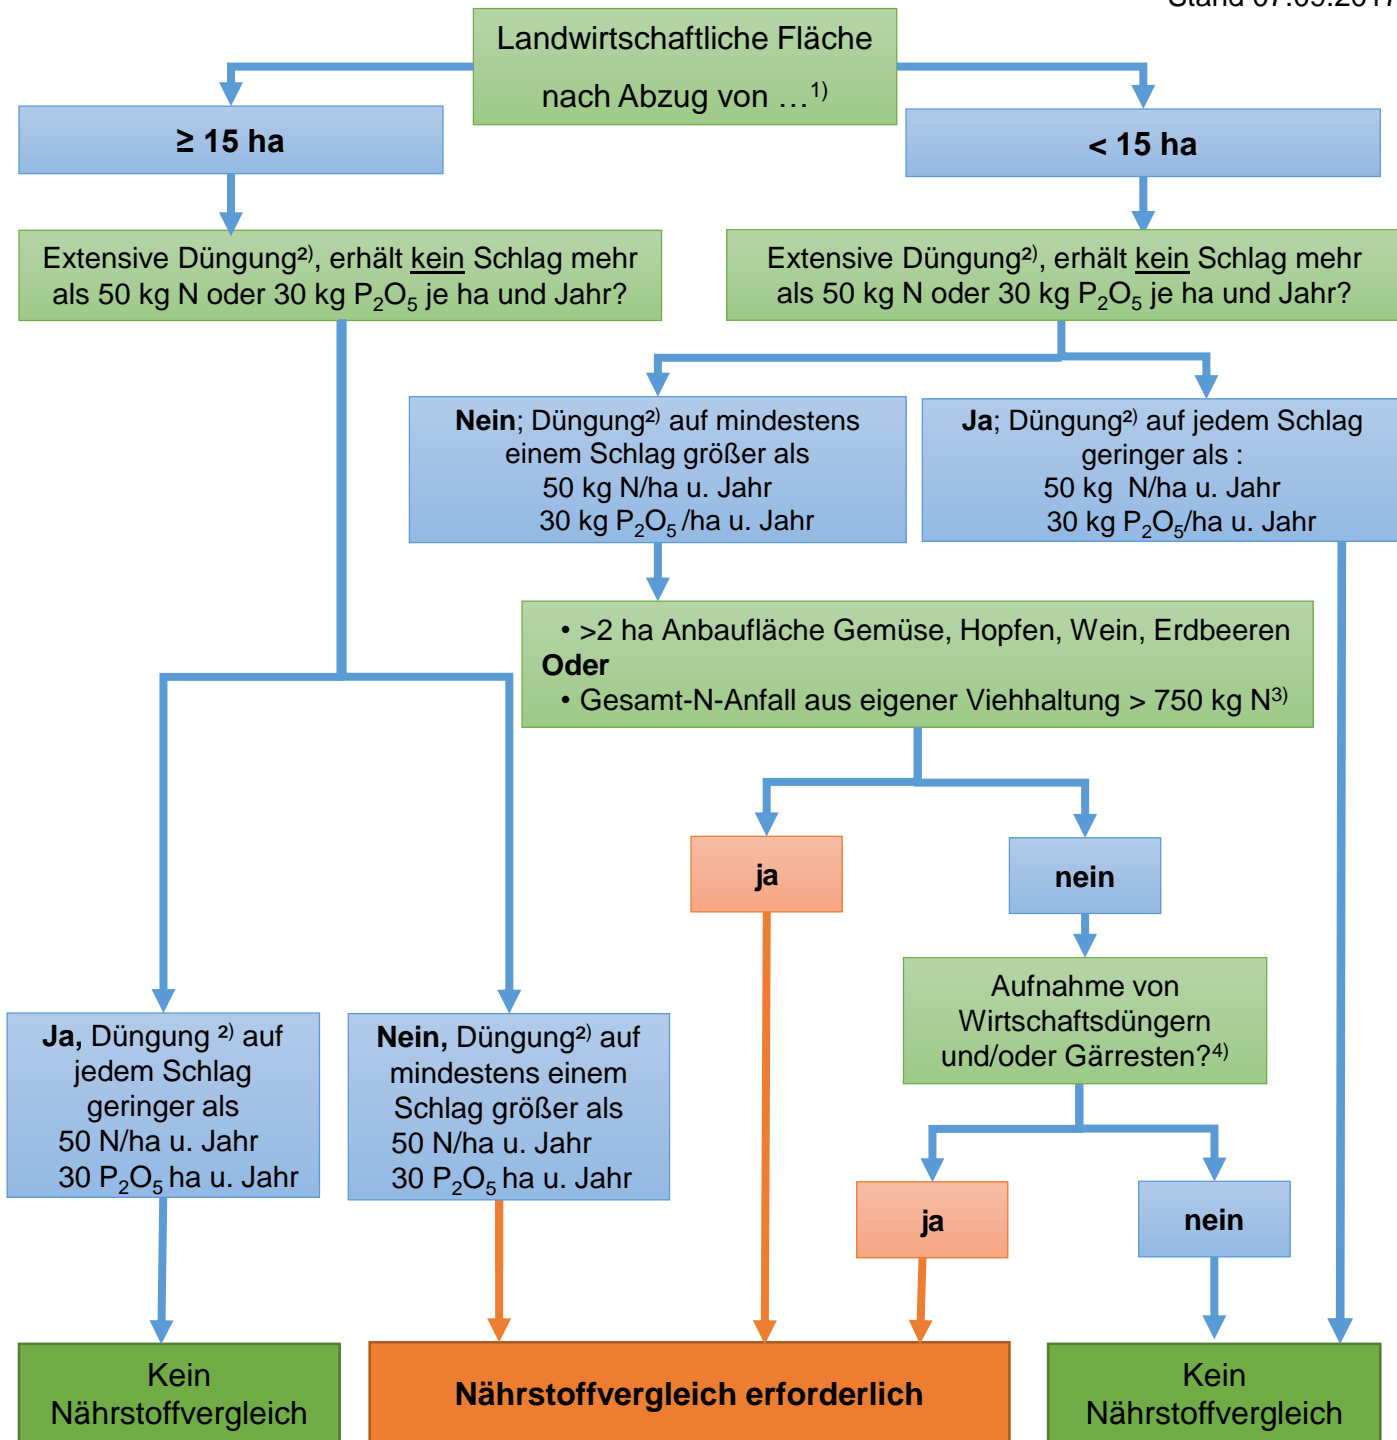 Stand 07.09.2017
Landwirtschaftliche Fläche
nach Abzug von …1)
≥ 15 ha
< 15 ha
Extensive Düngung2), erhält kein Schlag mehr
als 50 kg N oder 30 kg P2O5 je ha und Jahr?
Extensive Düngung2), erhält kein Schlag mehr
als 50 kg N oder 30 kg P2O5 je ha und Jahr?
Nein; Düngung2) auf mindestens
einem Schlag größer als
50 kg N/ha u. Jahr
30 kg P2O5 /ha u. Jahr
Ja; Düngung2) auf jedem Schlag
geringer als :
50 kg N/ha u. Jahr
30 kg P2O5/ha u. Jahr
• >2 ha Anbaufläche Gemüse, Hopfen, Wein, Erdbeeren
Oder
• Gesamt-N-Anfall aus eigener Viehhaltung > 750 kg N3)
ja
nein
Aufnahme von
Wirtschaftsdüngern
und/oder Gärresten?4)
Ja, Düngung 2) auf
jedem Schlag
geringer als
50 N/ha u. Jahr
30 P2O5 ha u. Jahr
Nein, Düngung2) auf
mindestens einem
Schlag größer als
50 N/ha u. Jahr
30 P2O5 ha u. Jahr
ja
nein
Kein
Nährstoffvergleich
Nährstoffvergleich erforderlich
Kein
Nährstoffvergleich